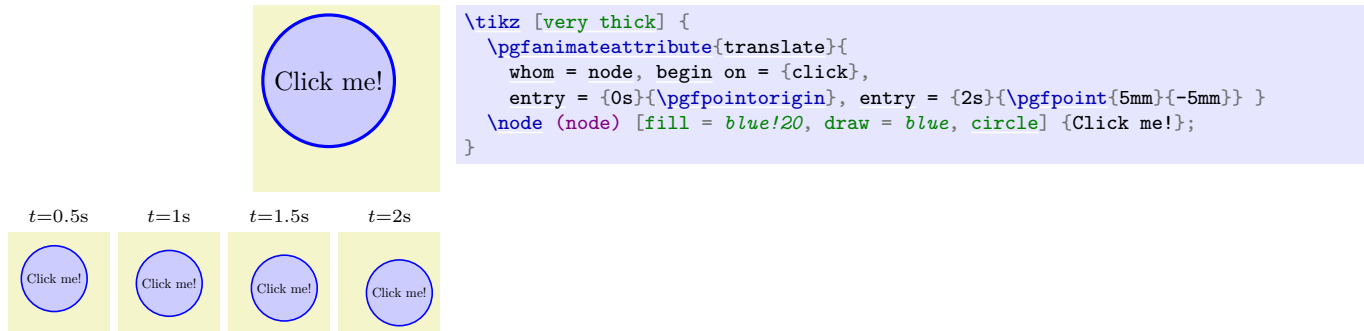 Click me!
\tikz [very thick] {
  \pgfanimateattribute{translate}{
    whom = node, begin on = {click},
    entry = {0s}{\pgfpointorigin}, entry = {2s}{\pgfpoint{5mm}{-5mm}} }
  \node (node) [fill = blue!20, draw = blue, circle] {Click me!};
}
t=0.5s t=1s t=1.5s t=2s
Click me! Click me! Click me! Click me!